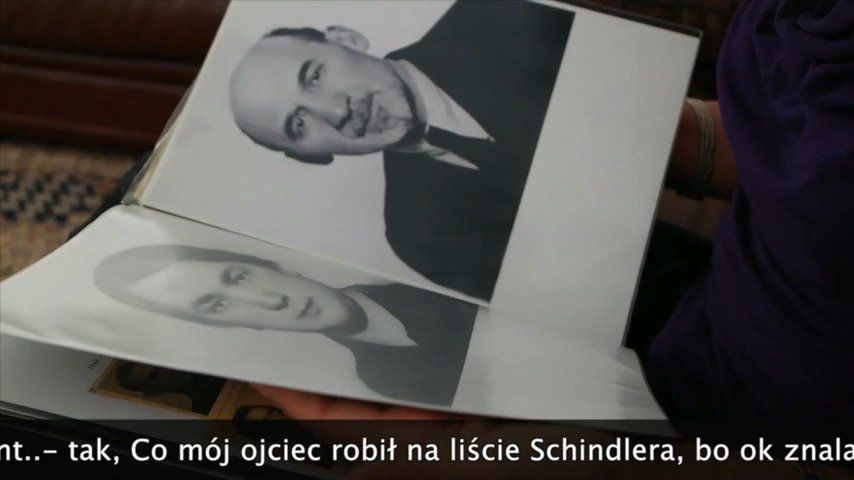 nt..– tak, Co mój ojciec robił na liście Schindlera, bo ok znala